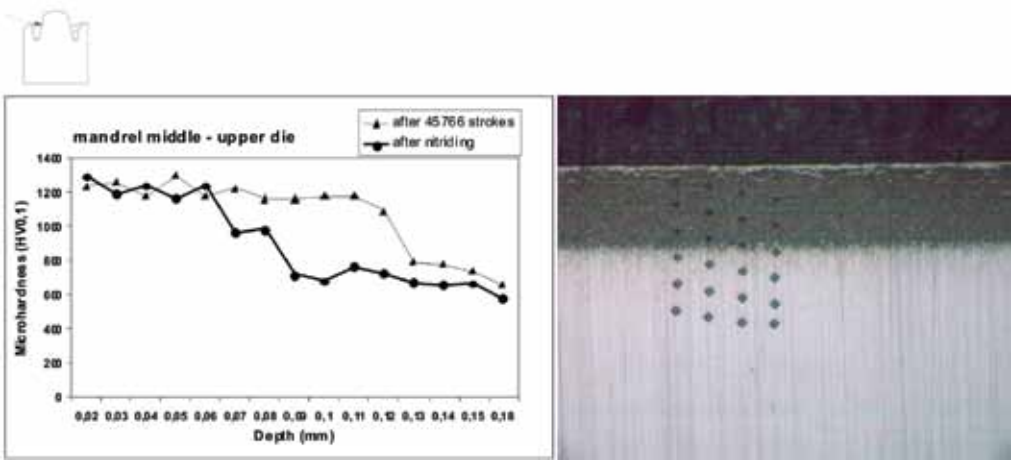 after 45766 strokes
after nitriding
mandrel middle - upper die
1400
1200
1000
800
600
400
200
0
Microhardness (HV0,1)
0,02 0,03 0,04 0,05 0,06 0,07 0,08 0,09 0,1 0,11 0,12 0,13 0,14 0,15 0,16
Depth (mm)